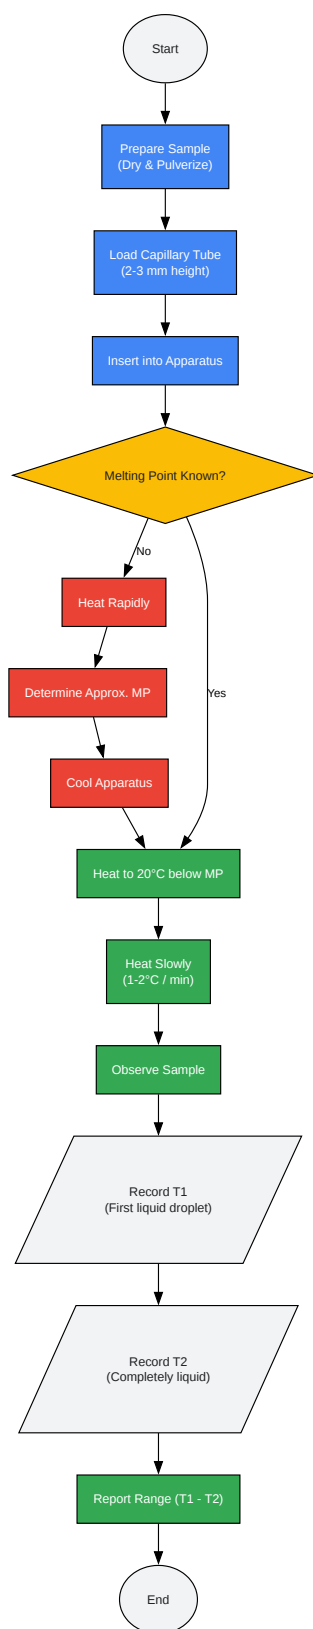 Start
Prepare Sample
(Dry & Pulverize)
Load Capillary Tube
(2-3 mm height)
Insert into Apparatus
Melting Point Known?
No
Heat Rapidly
Determine Approx. MP
Yes
Cool Apparatus
Heat to 20°C below MP
Heat Slowly
(1-2°C / min)
Observe Sample
Record T1
(First liquid droplet)
Record T2
(Completely liquid)
Report Range (T1 - T2)
End